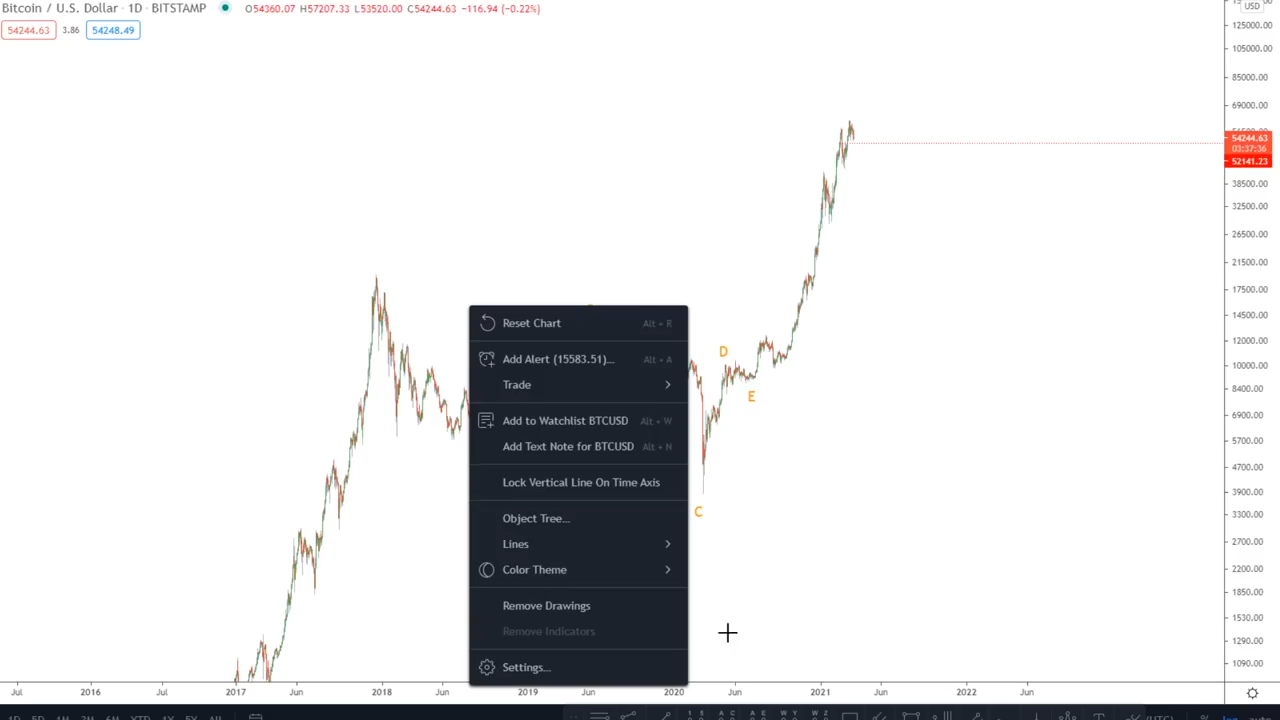 Bitcoin / U.S. Dollar · 1D · BITSTAMP O54360.07 H57207.33 L53520.00 C54244.63 -116.94 (-0.22%)
USD
54244.63 3.86 54248.49
125000.00
105000.00
85000.00
69000.00
54244.63
03:37:36
52141.23
38500.00
32500.00
26500.00
21500.00
17500.00
14500.00
10000.00
8400.00
6900.00
5700.00
4700.00
3900.00
3300.00
2700.00
2200.00
1850.00
1530.00
1290.00
1090.00
D
E
C
Reset Chart Alt + R
Add Alert (15583.51)... Alt + A
Trade
Add to Watchlist BTCUSD Alt + W
Add Text Note for BTCUSD Alt + N
Lock Vertical Line On Time Axis
Object Tree...
Lines
Color Theme
Remove Drawings
Remove Indicators
Settings...
Jul 2016 Jul 2017 Jun 2018 Jun 2019 Jun 2020 Jun 2021 Jun 2022 Jun